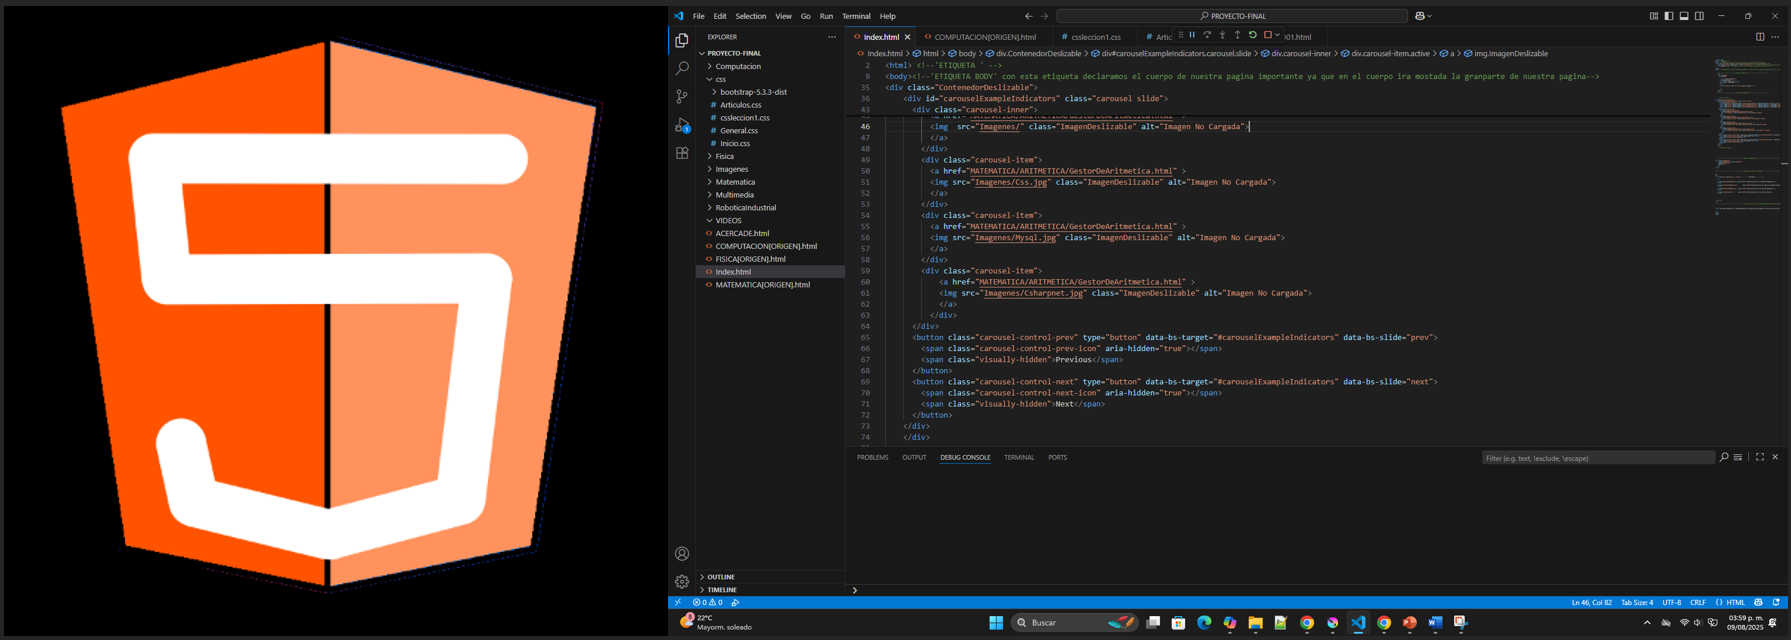 File Edit Selection View Go Run Terminal Help
PROYECTO-FINAL
EXPLORER
PROYECTO-FINAL
Computacion
css
bootstrap-5.3.3-dist
Articulos.css
cssleccion1.css
General.css
Inicio.css
Fisica
Imagenes
Matematica
Multimedia
RoboticaIndustrial
VIDEOS
ACERCADE.html
COMPUTACION[ORIGEN].html
FISICA[ORIGEN].html
Index.html
MATEMATICA[ORIGEN].html
OUTLINE
TIMELINE
Index.html COMPUTACION[ORIGEN].html cssleccion1.css
Index.html > html > body > div.ContenedorDeslizable > div#carouselExampleIndicators.carousel.slide > div.carousel-inner > div.carousel-item.active > a > img.ImagenDeslizable
2 <html> <!--'ETIQUETA ' -->
9 <body><!--'ETIQUETA BODY' con esta etiqueta declaramos el cuerpo de nuestra pagina importante ya que en el cuerpo ira mostada la granparte de nuestra pagina-->
35 <div class="ContenedorDeslizable">
36 <div id="carouselExampleIndicators" class="carousel slide">
43 <div class="carousel-inner">
45 <a href="MATEMATICA/ARITMETICA/GestorDeAritmetica.html" >
46 <img  src="Imagenes/" class="ImagenDeslizable" alt="Imagen No Cargada">
47 </a>
48 </div>
49 <div class="carousel-item">
50 <a href="MATEMATICA/ARITMETICA/GestorDeAritmetica.html" >
51 <img src="Imagenes/Css.jpg" class="ImagenDeslizable" alt="Imagen No Cargada">
52 </a>
53 </div>
54 <div class="carousel-item">
55 <a href="MATEMATICA/ARITMETICA/GestorDeAritmetica.html" >
56 <img src="Imagenes/Mysql.jpg" class="ImagenDeslizable" alt="Imagen No Cargada">
57 </a>
58 </div>
59 <div class="carousel-item">
60 <a href="MATEMATICA/ARITMETICA/GestorDeAritmetica.html" >
61 <img src="Imagenes/Csharpnet.jpg" class="ImagenDeslizable" alt="Imagen No Cargada">
62 </a>
63 </div>
64 </div>
65 <button class="carousel-control-prev" type="button" data-bs-target="#carouselExampleIndicators" data-bs-slide="prev">
66 <span class="carousel-control-prev-icon" aria-hidden="true"></span>
67 <span class="visually-hidden">Previous</span>
68 </button>
69 <button class="carousel-control-next" type="button" data-bs-target="#carouselExampleIndicators" data-bs-slide="next">
70 <span class="carousel-control-next-icon" aria-hidden="true"></span>
71 <span class="visually-hidden">Next</span>
72 </button>
73 </div>
74 </div>
PROBLEMS OUTPUT DEBUG CONSOLE TERMINAL PORTS
Filter (e.g. text, !exclude, \escape)
0 0
Ln 46, Col 82 Tab Size: 4 UTF-8 CRLF {} HTML
22°C
Mayorm. soleado
Buscar
03:59 p. m.
09/08/2025